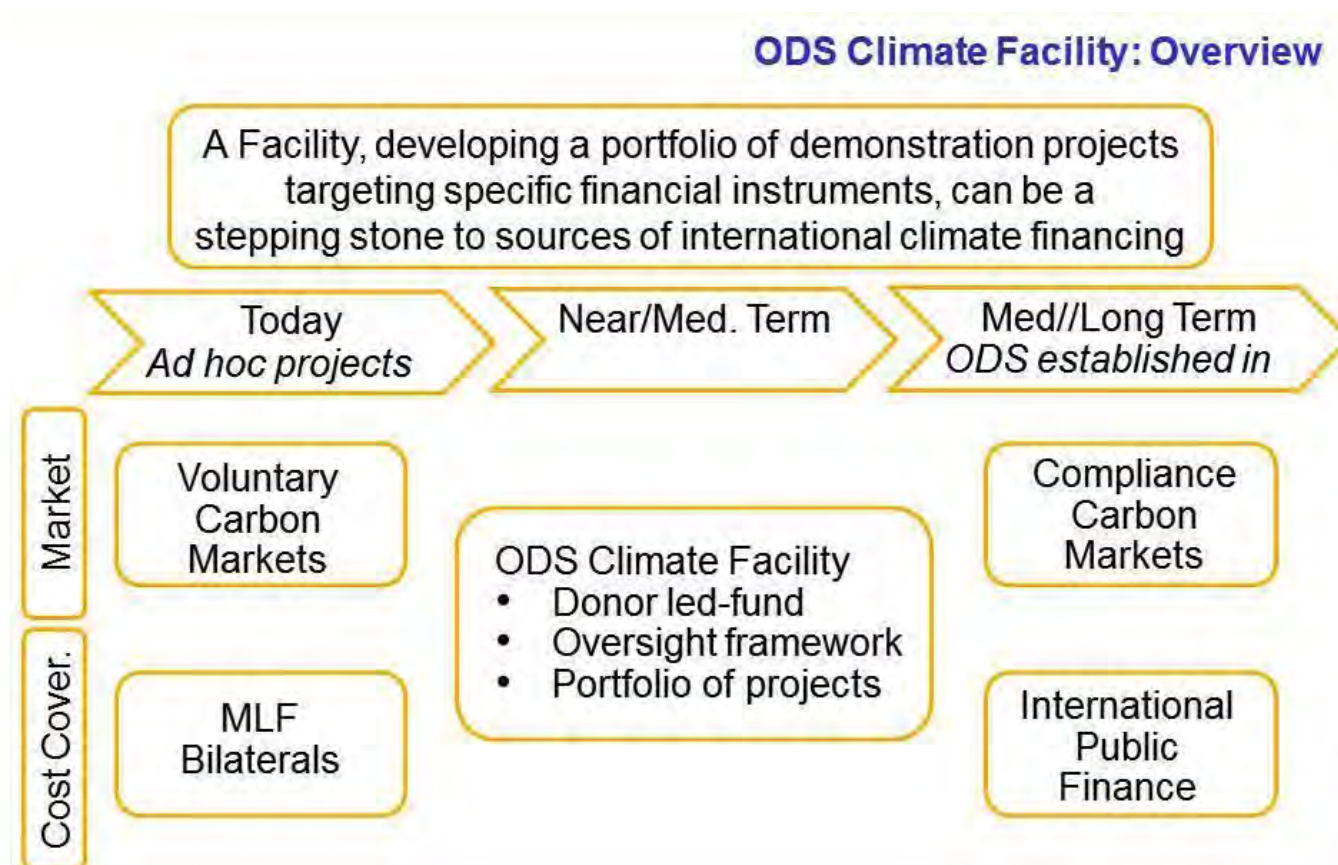 ODS Climate Facility: Overview
A Facility, developing a portfolio of demonstration projects
targeting specific financial instruments, can be a
stepping stone to sources of international climate financing
Today
Ad hoc projects
Near/Med. Term
Med//Long Term
ODS established in
Market
Voluntary
Carbon
Markets
ODS Climate Facility
• Donor led-fund
• Oversight framework
• Portfolio of projects
Compliance
Carbon
Markets
Cost Cover.
MLF
Bilaterals
International
Public
Finance